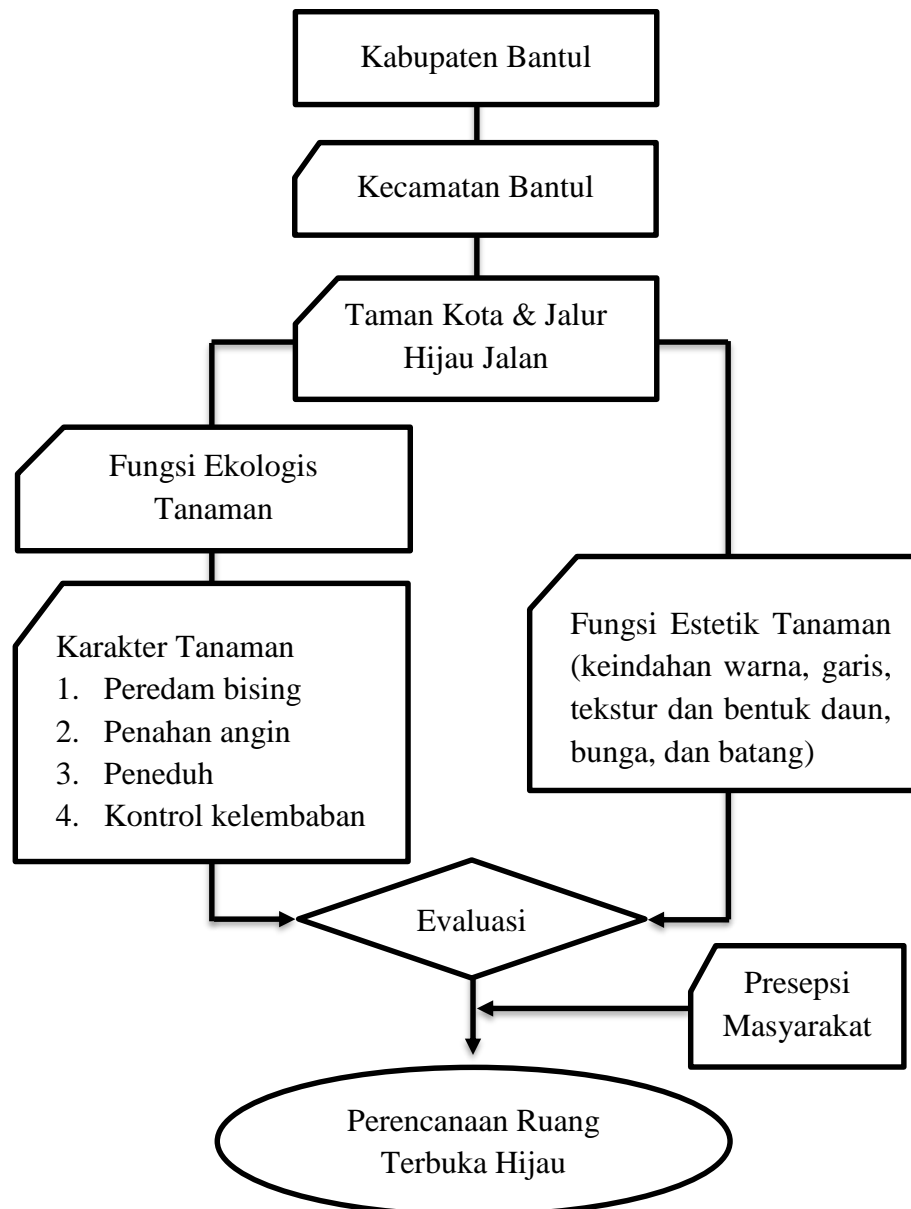 Kabupaten Bantul
Kecamatan Bantul
Taman Kota & Jalur
Hijau Jalan
Fungsi Ekologis
Tanaman
Karakter Tanaman
1. Peredam bising
2. Penahan angin
3. Peneduh
4. Kontrol kelembaban
Fungsi Estetik Tanaman
(keindahan warna, garis,
tekstur dan bentuk daun,
bunga, dan batang)
Evaluasi
Presepsi
Masyarakat
Perencanaan Ruang
Terbuka Hijau